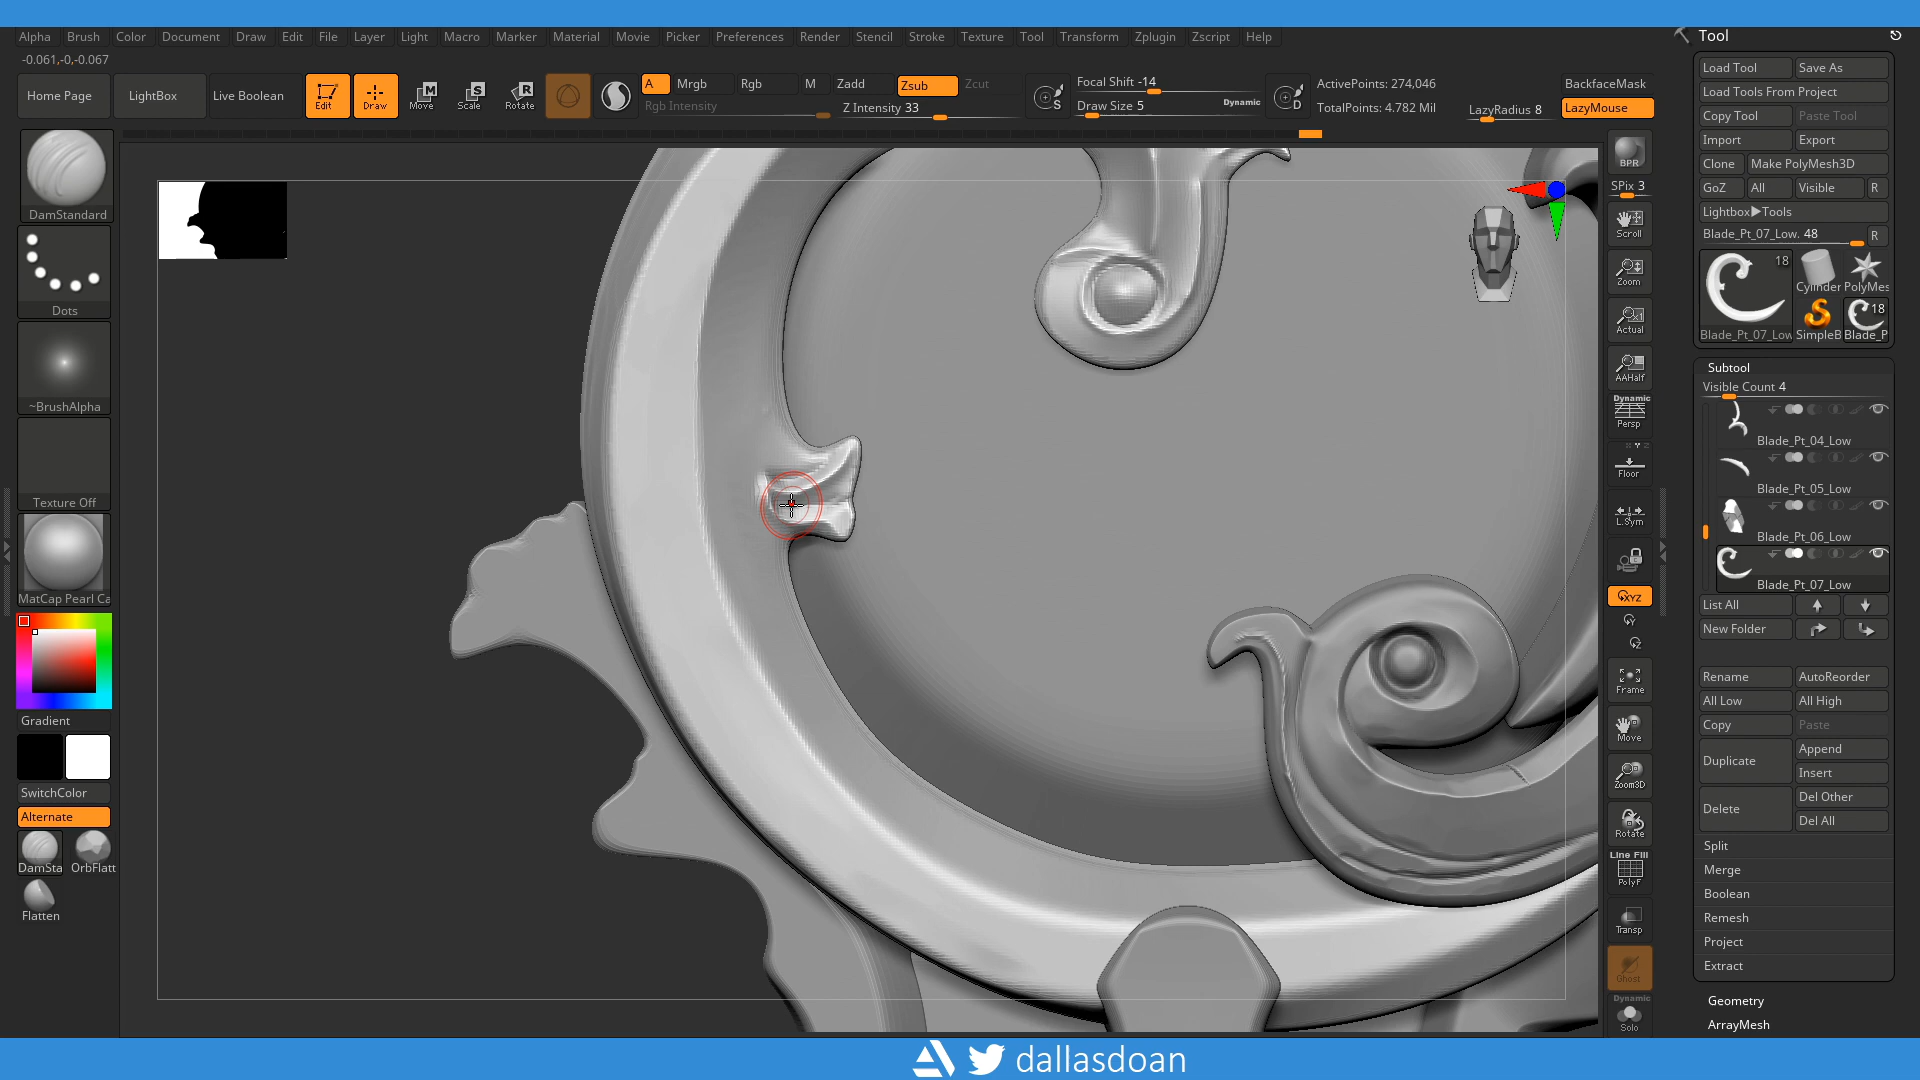 Alpha Brush Color Document Draw Edit File Layer Light Macro Marker Material Movie Picker Preferences Render Stencil Stroke Texture Tool Transform Zplugin Zscript Help
Tool
-0.061,-0,-0.067
Home Page
LightBox
Live Boolean
Edit
Draw
Move
Scale
Rotate
A
Mrgb
Rgb
M
Zadd
Zsub
Zcut
Rgb Intensity
Z Intensity 33
Focal Shift -14
Draw Size 5
Dynamic
ActivePoints: 274,046
TotalPoints: 4.782 Mil
LazyRadius 8
BackfaceMask
LazyMouse
DamStandard
Dots
~BrushAlpha
Texture Off
MatCap Pearl Ca
Gradient
SwitchColor
Alternate
DamSta
OrbFlatt
Flatten
BPR
SPix 3
Scroll
Zoom
Actual
AAHalf
Dynamic
Persp
Floor
L.Sym
XYZ
Frame
Move
Zoom3D
Rotate
Line Fill
PolyF
Transp
Ghost
Dynamic
Solo
Load Tool
Save As
Load Tools From Project
Copy Tool
Paste Tool
Import
Export
Clone
Make PolyMesh3D
GoZ
All
Visible
R
Lightbox▶Tools
Blade_Pt_07_Low. 48
R
18
Cylinder
PolyMes
Blade_Pt_07_Low
SimpleB
18
Blade_P
Subtool
Visible Count 4
Blade_Pt_04_Low
Blade_Pt_05_Low
Blade_Pt_06_Low
Blade_Pt_07_Low
List All
New Folder
Rename
AutoReorder
All Low
All High
Copy
Paste
Duplicate
Append
Insert
Delete
Del Other
Del All
Split
Merge
Boolean
Remesh
Project
Extract
Geometry
ArrayMesh
dallasdoan